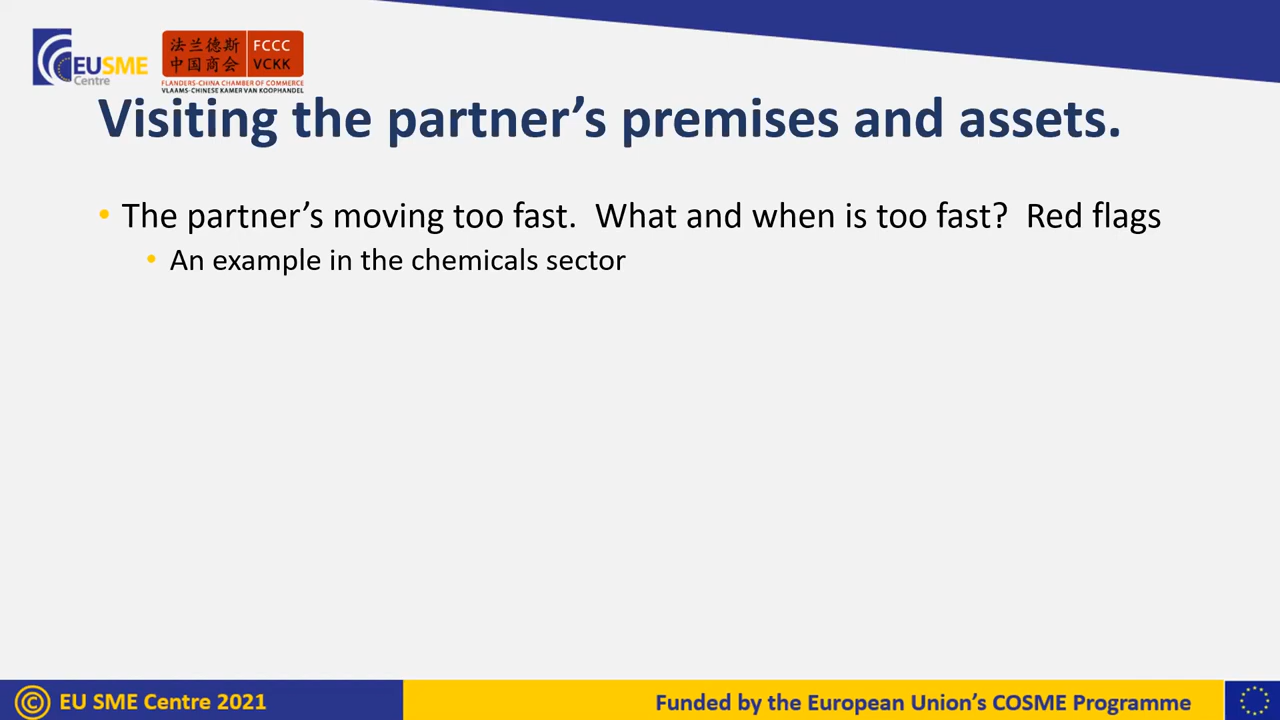 EUSME
Centre
法兰德斯
中国商会
FCCC
VCKK
FLANDERS-CHINA CHAMBER OF COMMERCE
VLAAMS-CHINESE KAMER VAN KOOPHANDEL
Visiting the partner’s premises and assets.
• The partner’s moving too fast.  What and when is too fast?  Red flags
• An example in the chemicals sector
© EU SME Centre 2021
Funded by the European Union’s COSME Programme